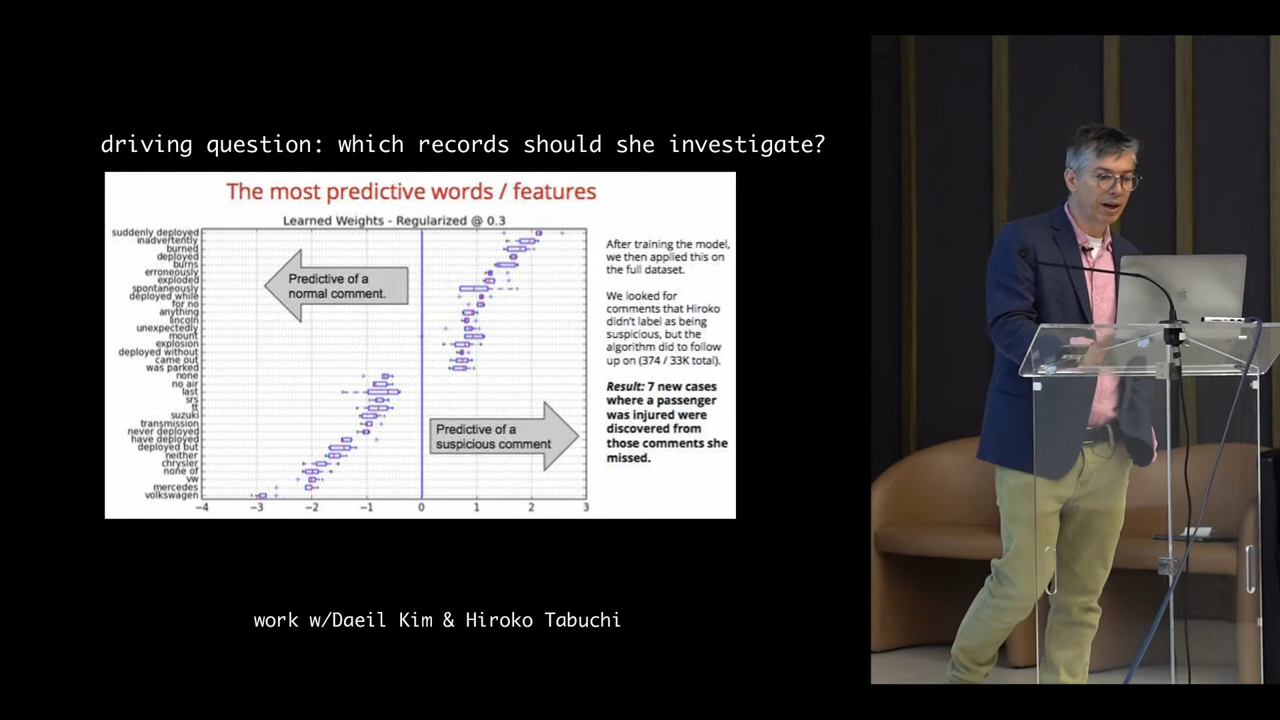 driving question: which records should she investigate?
The most predictive words / features
Learned Weights - Regularized @ 0.3
suddenly deployed
inadvertently
burned
deployed
burns
erroneously
exploded
spontaneously
deployed while
for no
anything
lincoln
unexpectedly
mount
explosion
deployed without
came out
was parked
none
no air
last
srs
tt
suzuki
transmission
never deployed
have deployed
deployed but
neither
chrysler
none of
vw
mercedes
volkswagen
−4 −3 −2 −1 0 1 2 3
Predictive of a
normal comment.
Predictive of a
suspicious comment
After training the model,
we then applied this on
the full dataset.
We looked for
comments that Hiroko
didn't label as being
suspicious, but the
algorithm did to follow
up on (374 / 33K total).
Result: 7 new cases
where a passenger
was injured were
discovered from
those comments she
missed.
work w/Daeil Kim & Hiroko Tabuchi